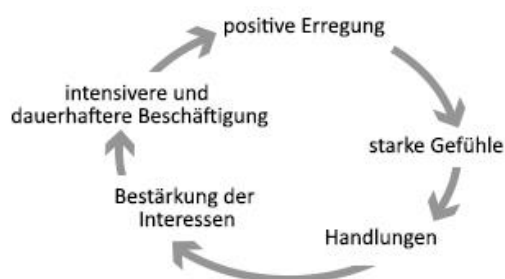 positive Erregung
starke Gefühle
Handlungen
Bestärkung der
Interessen
intensivere und
dauerhaftere Beschäftigung